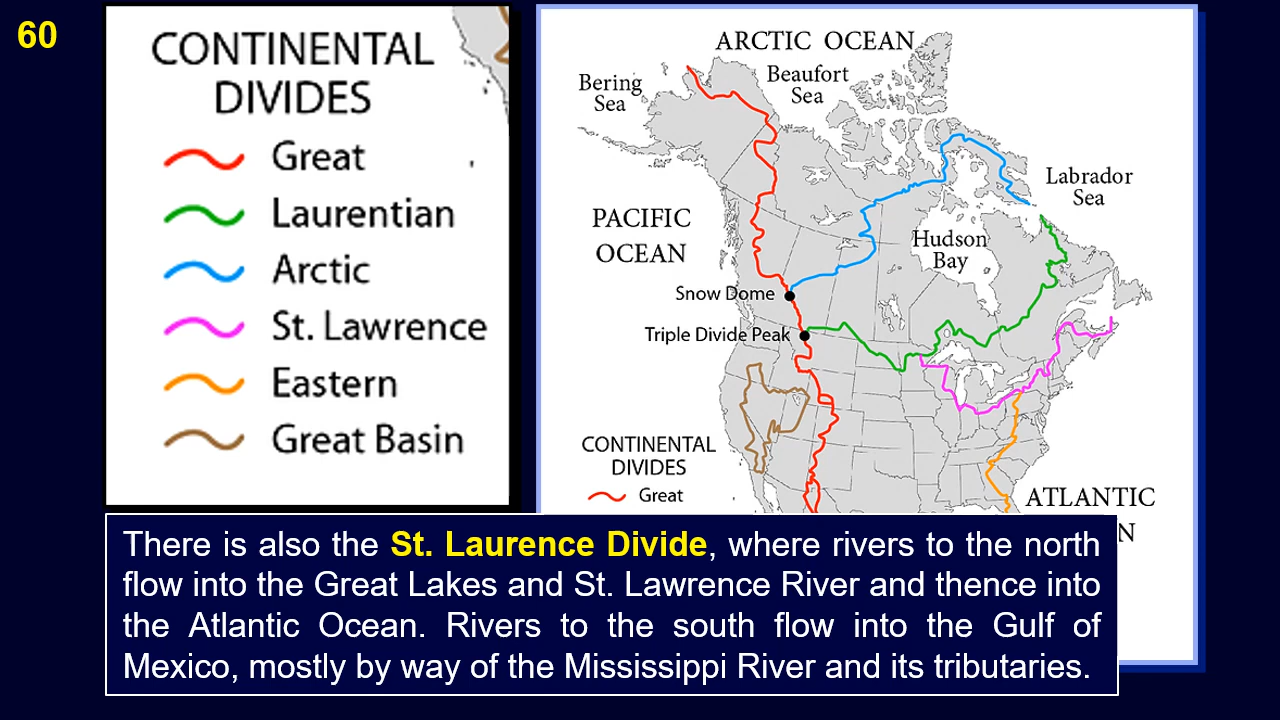 60
CONTINENTAL
DIVIDES
Great
Laurentian
Arctic
St. Lawrence
Eastern
Great Basin
ARCTIC OCEAN
Bering
Sea
Beaufort
Sea
Labrador
Sea
PACIFIC
OCEAN
Hudson
Bay
Snow Dome
Triple Divide Peak
CONTINENTAL
DIVIDES
Great
ATLANTIC
N
There is also the St. Laurence Divide, where rivers to the north
flow into the Great Lakes and St. Lawrence River and thence into
the Atlantic Ocean. Rivers to the south flow into the Gulf of
Mexico, mostly by way of the Mississippi River and its tributaries.